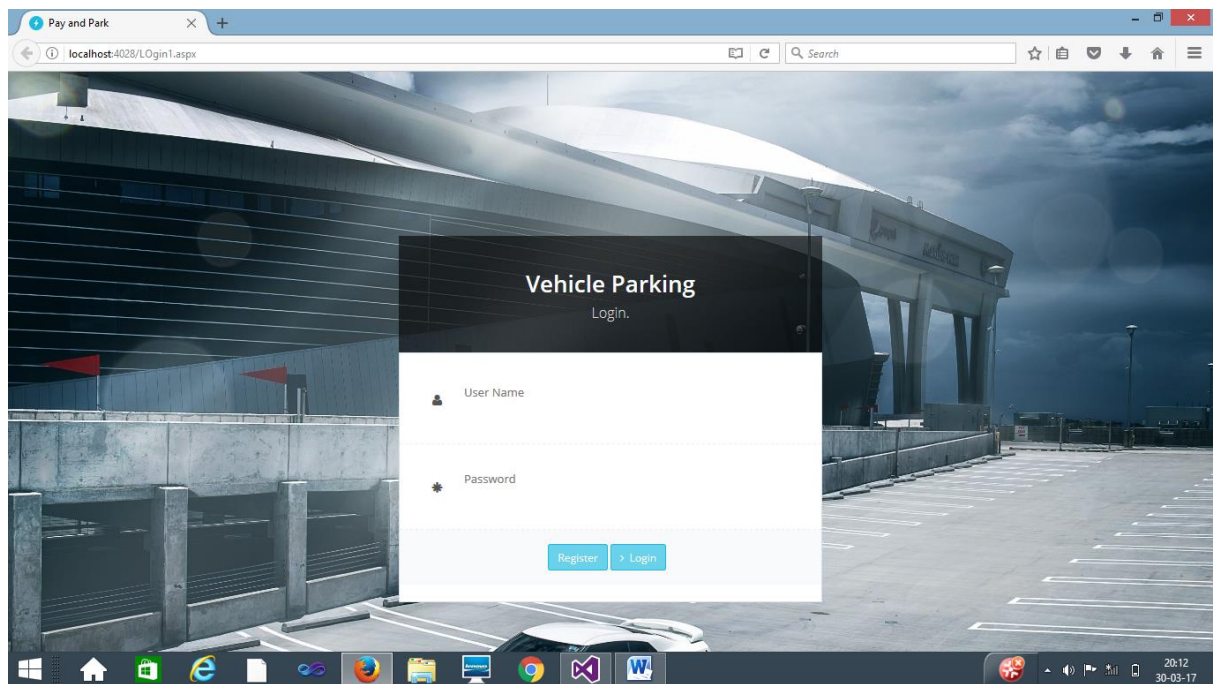 Pay and Park
localhost:4028/LOgin1.aspx
Search
Vehicle Parking
Login.
User Name
Password
Register
> Login
20:12
30-03-17